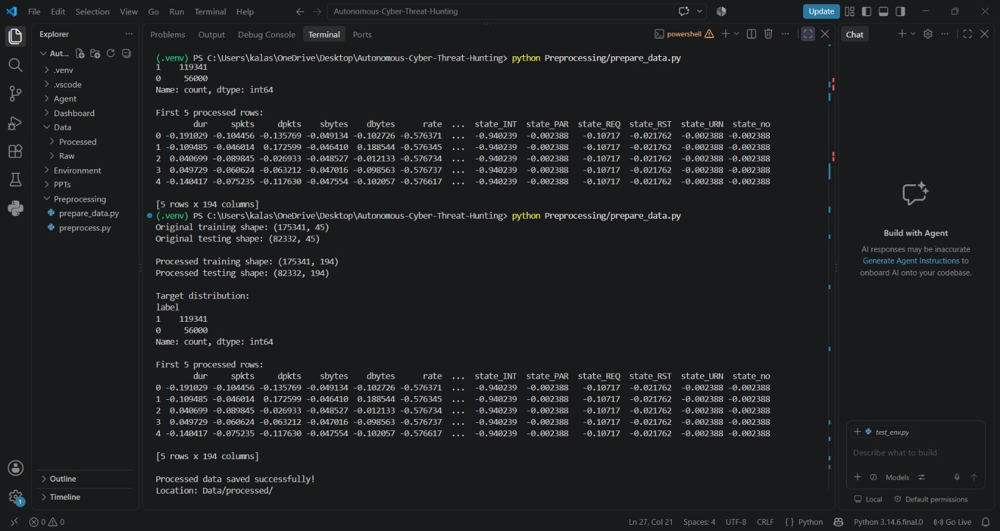 File Edit Selection View Go Run Terminal Help
Autonomous-Cyber-Threat-Hunting
Update
Explorer
Aut...
.venv
.vscode
Agent
Dashboard
Data
Processed
Raw
Environment
PPTs
Preprocessing
prepare_data.py
preprocess.py
Outline
Timeline
1
Problems Output Debug Console Terminal Ports
powershell
(.venv) PS C:\Users\kalas\OneDrive\Desktop\Autonomous-Cyber-Threat-Hunting> python Preprocessing/prepare_data.py
1 119341
0 56000
Name: count, dtype: int64
First 5 processed rows:
dur spkts dpkts sbytes dbytes rate ... state_INT state_PAR state_REQ state_RST state_URN state_no
0 -0.191029 -0.104456 -0.135769 -0.049134 -0.102726 -0.576371 ... -0.940239 -0.002388 -0.10717 -0.021762 -0.002388 -0.002388
1 -0.109485 -0.046014 0.172599 -0.046410 0.188544 -0.576345 ... -0.940239 -0.002388 -0.10717 -0.021762 -0.002388 -0.002388
2 0.040699 -0.089845 -0.026933 -0.048527 -0.012133 -0.576734 ... -0.940239 -0.002388 -0.10717 -0.021762 -0.002388 -0.002388
3 0.049729 -0.060624 -0.063212 -0.047016 -0.098563 -0.576737 ... -0.940239 -0.002388 -0.10717 -0.021762 -0.002388 -0.002388
4 -0.140417 -0.075235 -0.117630 -0.047554 -0.102057 -0.576617 ... -0.940239 -0.002388 -0.10717 -0.021762 -0.002388 -0.002388
[5 rows x 194 columns]
(.venv) PS C:\Users\kalas\OneDrive\Desktop\Autonomous-Cyber-Threat-Hunting> python Preprocessing/prepare_data.py
Original training shape: (175341, 45)
Original testing shape: (82332, 45)
Processed training shape: (175341, 194)
Processed testing shape: (82332, 194)
Target distribution:
label
1 119341
0 56000
Name: count, dtype: int64
First 5 processed rows:
dur spkts dpkts sbytes dbytes rate ... state_INT state_PAR state_REQ state_RST state_URN state_no
0 -0.191029 -0.104456 -0.135769 -0.049134 -0.102726 -0.576371 ... -0.940239 -0.002388 -0.10717 -0.021762 -0.002388 -0.002388
1 -0.109485 -0.046014 0.172599 -0.046410 0.188544 -0.576345 ... -0.940239 -0.002388 -0.10717 -0.021762 -0.002388 -0.002388
2 0.040699 -0.089845 -0.026933 -0.048527 -0.012133 -0.576734 ... -0.940239 -0.002388 -0.10717 -0.021762 -0.002388 -0.002388
3 0.049729 -0.060624 -0.063212 -0.047016 -0.098563 -0.576737 ... -0.940239 -0.002388 -0.10717 -0.021762 -0.002388 -0.002388
4 -0.140417 -0.075235 -0.117630 -0.047554 -0.102057 -0.576617 ... -0.940239 -0.002388 -0.10717 -0.021762 -0.002388 -0.002388
[5 rows x 194 columns]
Processed data saved successfully!
Location: Data/processed/
Chat
Build with Agent
AI responses may be inaccurate
Generate Agent Instructions to
onboard AI onto your codebase.
test_env.py
Describe what to build
Models
Local Default permissions
0 0
Ln 27, Col 21 Spaces: 4 UTF-8 CRLF { } Python Python 3.14.6.final.0 Go Live